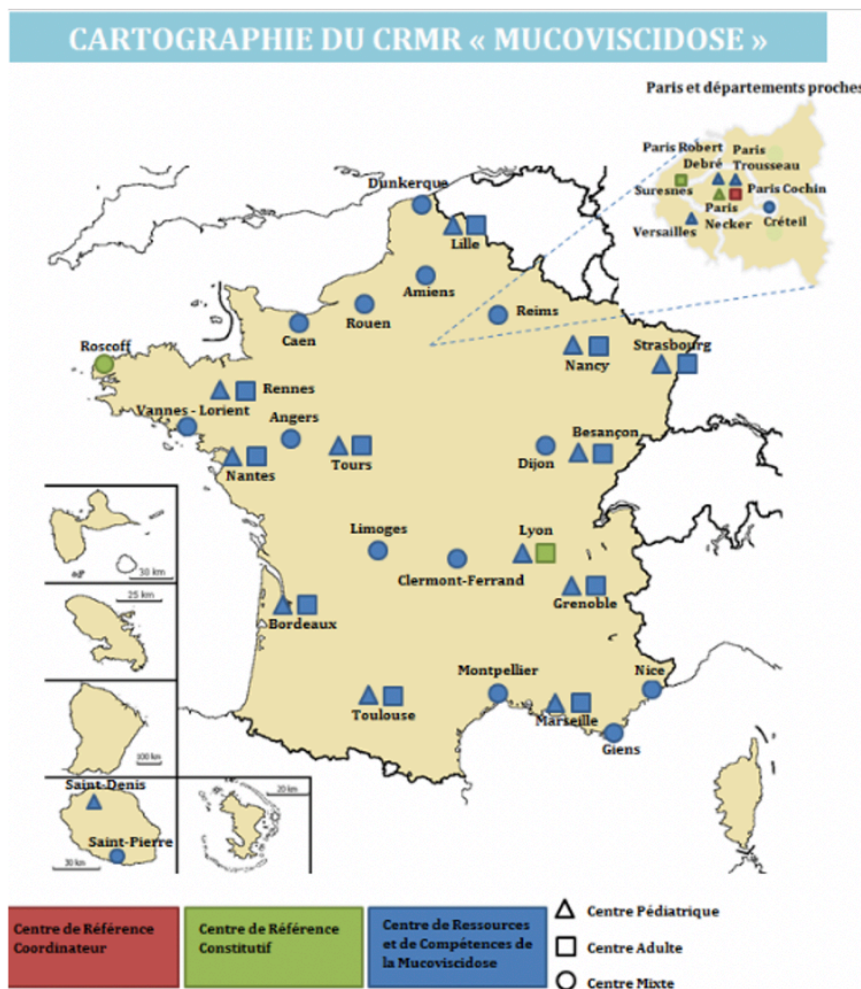 CARTOGRAPHIE DU CRMR « MUCOVISCIDOSE »
Paris et départements proches
Paris Robert
Debré
Paris
Trousseau
Suresnes
Paris Cochin
Paris
Necker
Créteil
Versailles
Dunkerque
Lille
Amiens
Rouen
Reims
Caen
Roscoff
Nancy
Strasbourg
Rennes
Vannes - Lorient
Angers
Nantes
Tours
Dijon
Besançon
Limoges
Clermont-Ferrand
Lyon
Grenoble
Bordeaux
Toulouse
Montpellier
Marseille
Nice
Giens
30 km
25 km
100 km
Saint-Denis
Saint-Pierre
30 km
20 km
Centre de Référence
Coordinateur
Centre de Référence
Constitutif
Centre de Ressources
et de Compétences de
la Mucoviscidose
Centre Pédiatrique
Centre Adulte
Centre Mixte